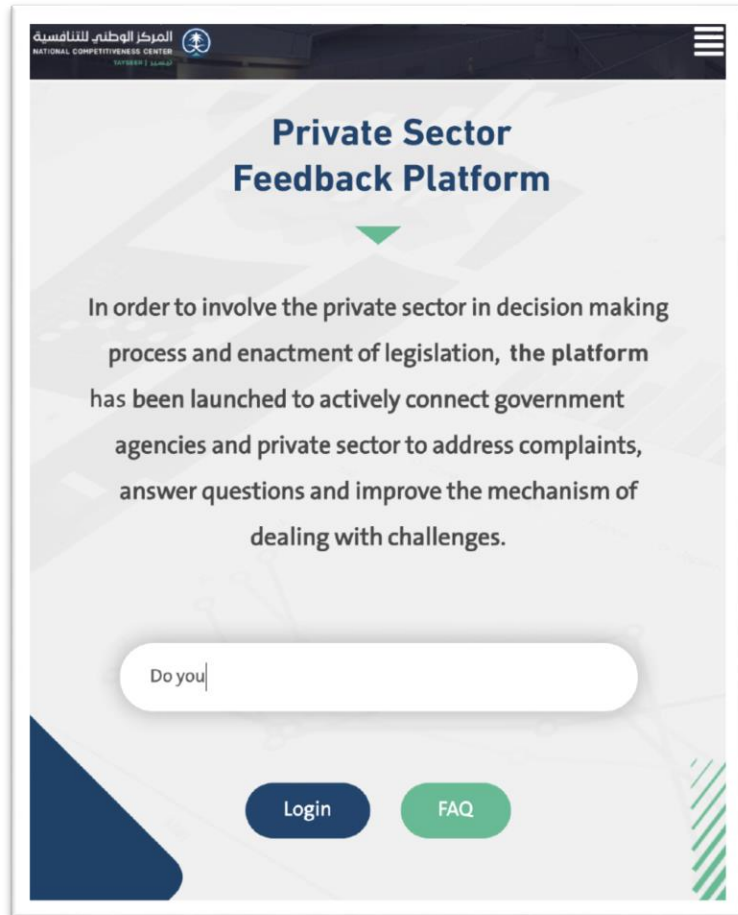 المركز الوطني للتنافسية
NATIONAL COMPETITIVENESS CENTER
TAYSEER | تيسير
Private Sector
Feedback Platform
In order to involve the private sector in decision making
process and enactment of legislation, the platform
has been launched to actively connect government
agencies and private sector to address complaints,
answer questions and improve the mechanism of
dealing with challenges.
Do you
Login
FAQ